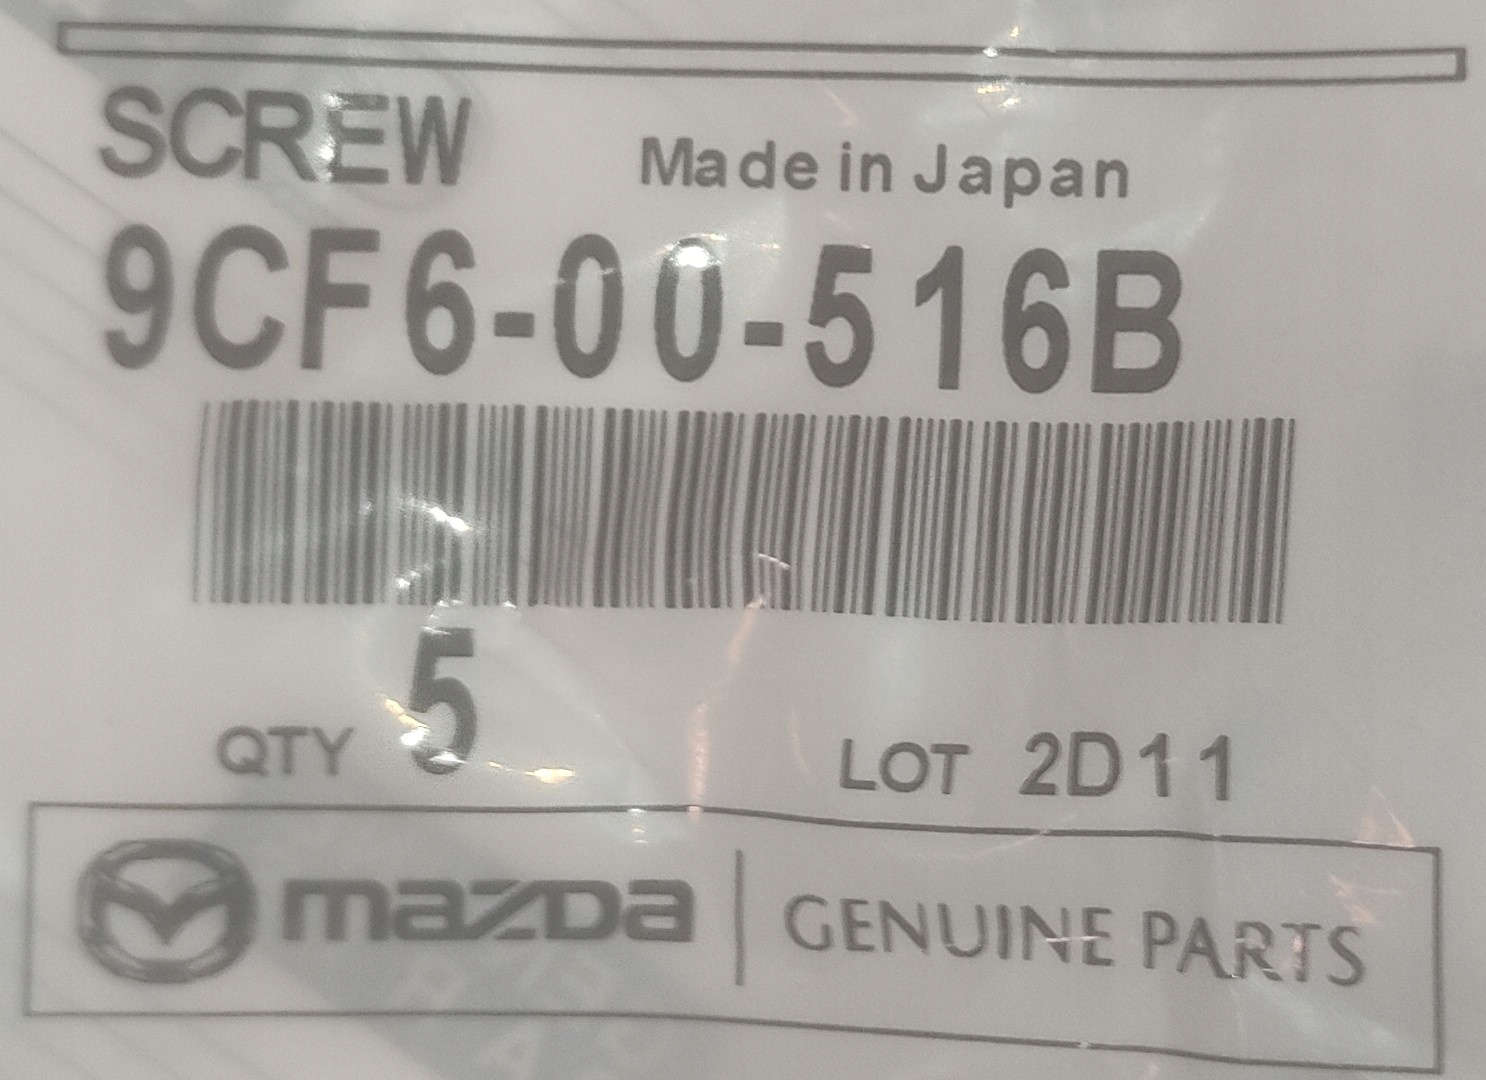 SCREW Made in Japan
9CF6-00-516B
QTY 5 LOT 2D11
mazda GENUINE PARTS